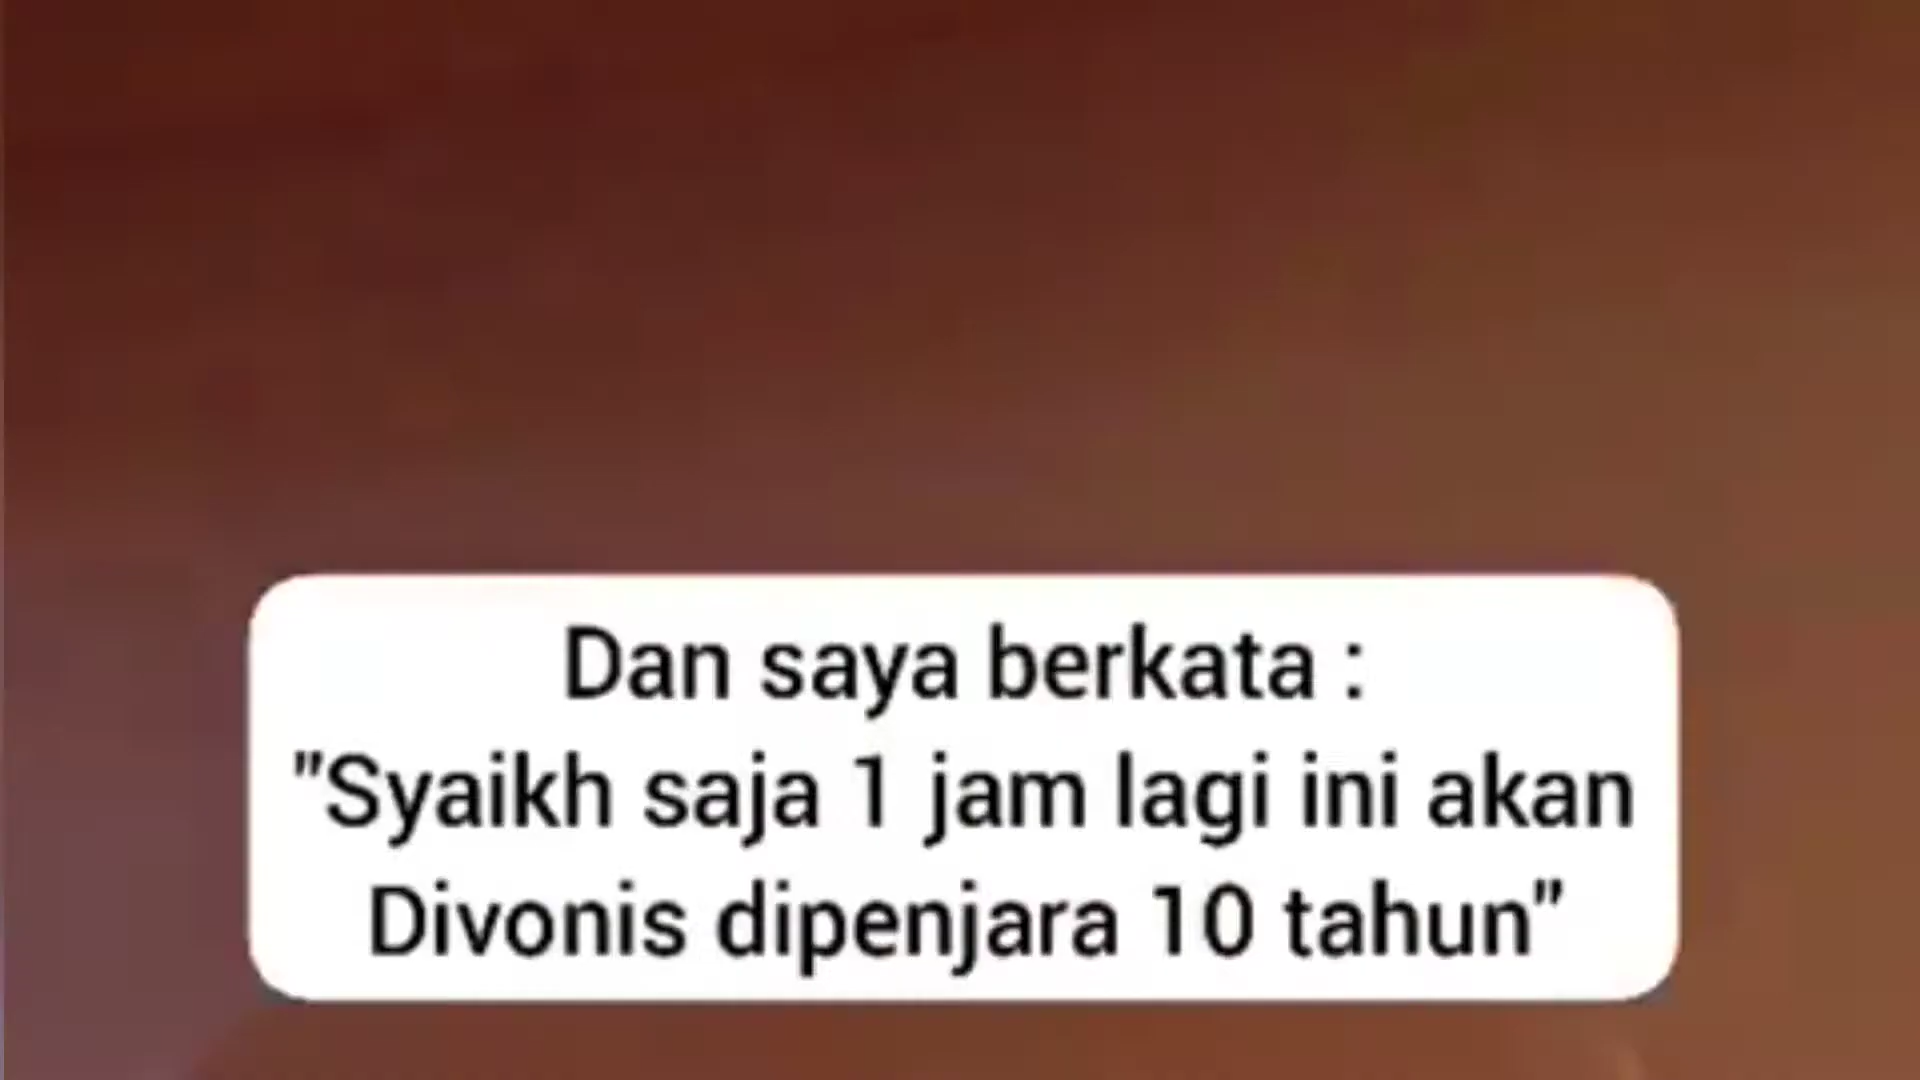 Dan saya berkata :
"Syaikh saja 1 jam lagi ini akan
Divonis dipenjara 10 tahun"